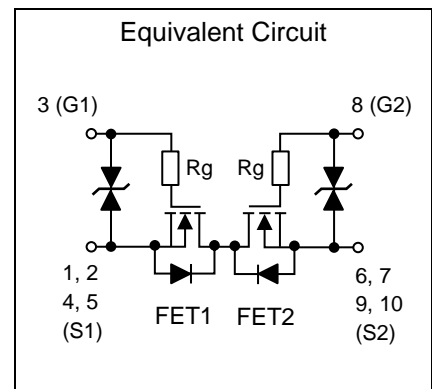 Equivalent Circuit
3 (G1)
8 (G2)
Rg
Rg
1, 2
4, 5
(S1)
FET1
FET2
6, 7
9, 10
(S2)